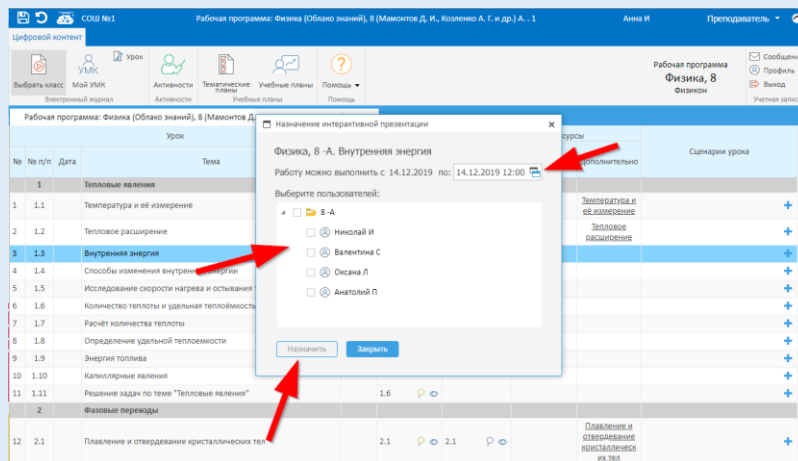 СОШ №1
Рабочая программа: Физика (Облако знаний), 8 (Мамонтов Д. И., Козленко А. Г. и др.) А. . 1
Анна И
Преподаватель
Цифровой контент
Выбрать класс
Мой УМК
УМК
Урок
Электронный журнал
Активности
Активности
Тематические планы
Учебные планы
Учебные планы
Помощь
Помощь
Рабочая программа
Физика, 8
Физикон
Сообщени
Профиль
Выход
Учетная запис
Рабочая программа: Физика (Облако знаний), 8 (Мамонтов Д
Урок
сурсы
Сценарии урока
№ № п/п Дата Тема
дополнительно
1 Тепловые явления
1 1.1 Температура и её измерение
Температура и
её измерение
2 1.2 Тепловое расширение
Тепловое
расширение
3 1.3 Внутренняя энергия
4 1.4 Способы изменения внутренней энергии
5 1.5 Исследование скорости нагрева и остывания
6 1.6 Количество теплоты и удельная теплоёмкость
7 1.7 Расчёт количества теплоты
8 1.8 Определение удельной теплоемкости
9 1.9 Энергия топлива
10 1.10 Капиллярные явления
11 1.11 Решение задач по теме "Тепловые явления" 1.6
2 Фазовые переходы
12 2.1 Плавление и отвердевание кристаллических тел 2.1 2.1
Плавление и
отвердевание
кристаллическ
их тел
Назначение интерактивной презентации
Физика, 8 -А. Внутренняя энергия
Работу можно выполнить с 14.12.2019 по: 14.12.2019 12:00
Выберите пользователей:
8 -А
Николай И
Валентина С
Оксана Л
Анатолий П
Назначить
Закрыть